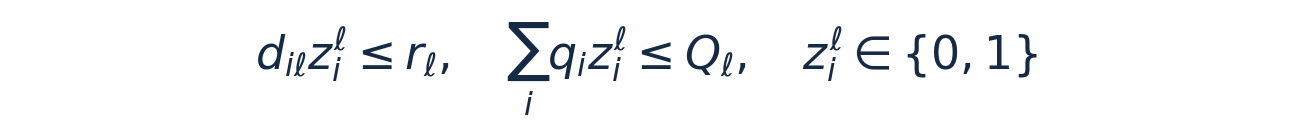 d_{iℓ} z_i^ℓ ≤ r_ℓ,   ∑_i q_i z_i^ℓ ≤ Q_ℓ,   z_i^ℓ ∈ {0, 1}